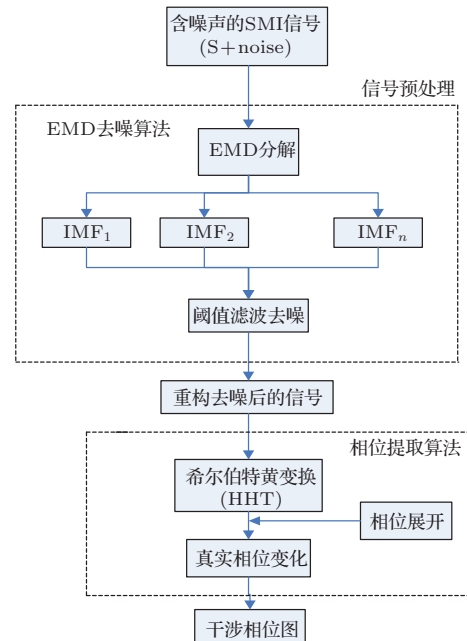 含噪声的SMI信号
(S+noise)
信号预处理
EMD去噪算法
EMD分解
IMF₁
IMF₂
IMFₙ
阈值滤波去噪
重构去噪后的信号
相位提取算法
希尔伯特黄变换
(HHT)
相位展开
真实相位变化
干涉相位图